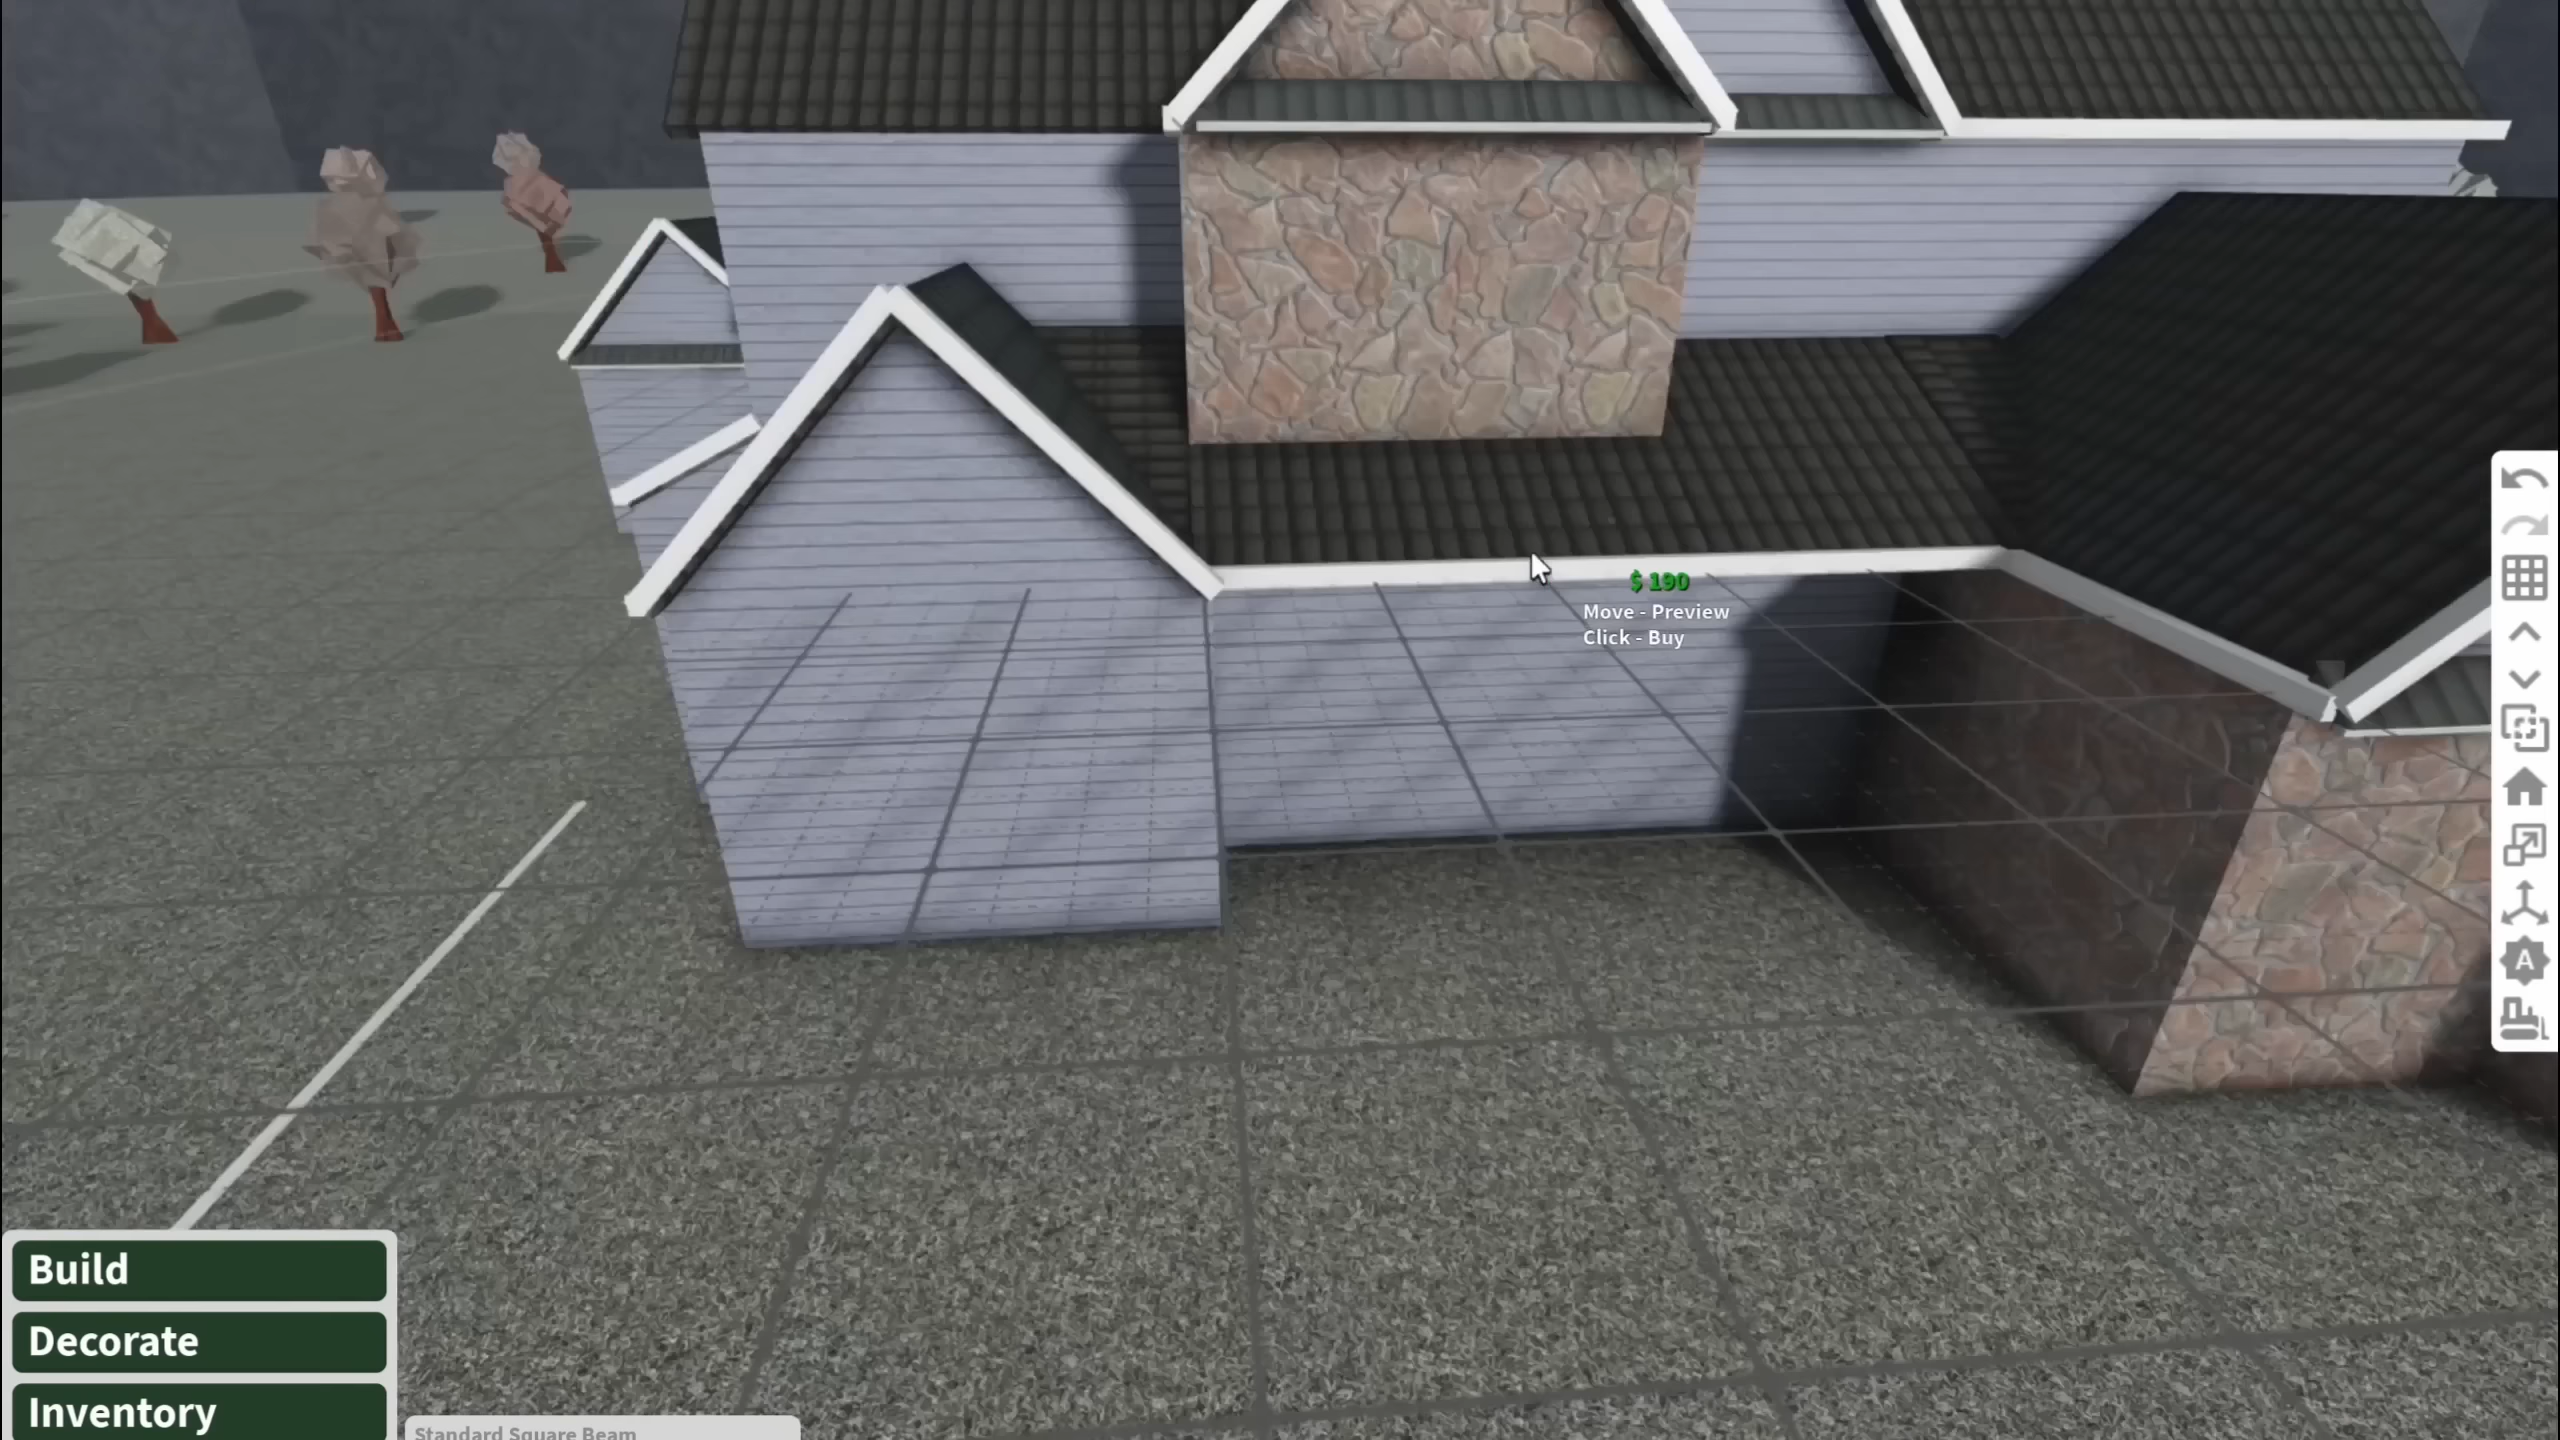 $ 190
Move - Preview
Click - Buy
A
Build
Decorate
Inventory
Standard Square Beam